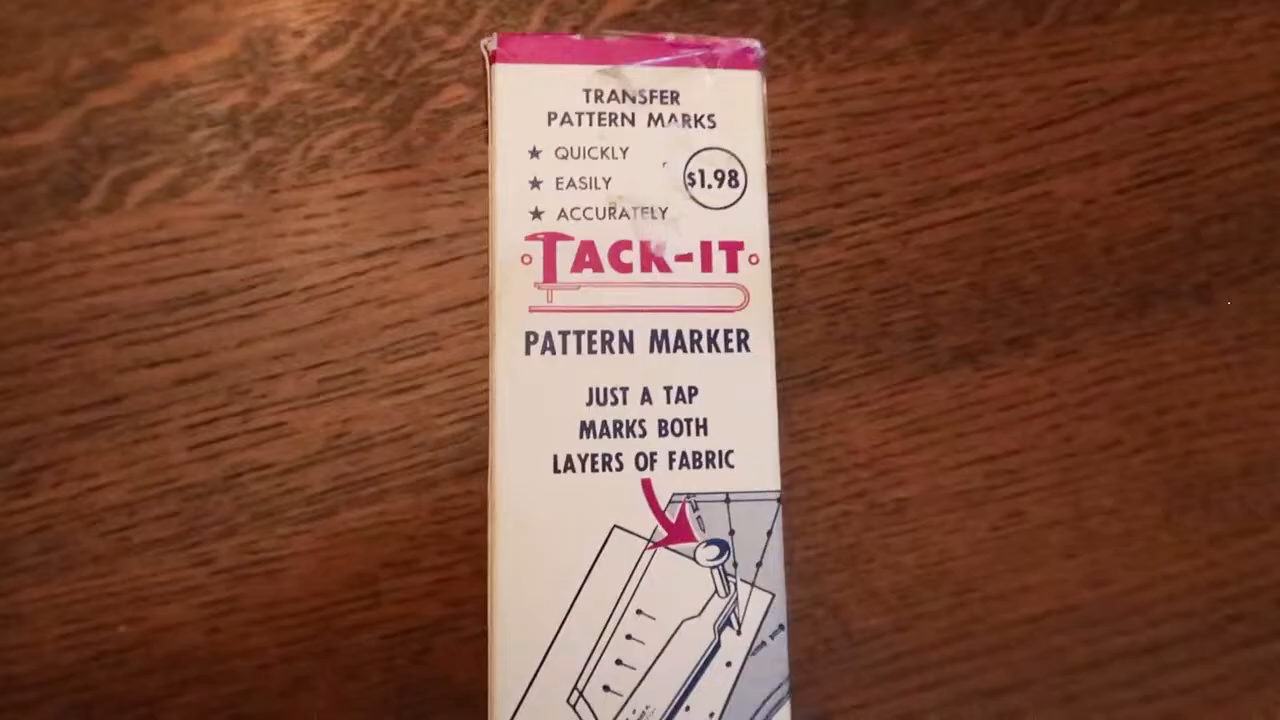 TRANSFER
PATTERN MARKS
★ QUICKLY
★ EASILY
★ ACCURATELY
$1.98
TACK-IT
PATTERN MARKER
JUST A TAP
MARKS BOTH
LAYERS OF FABRIC